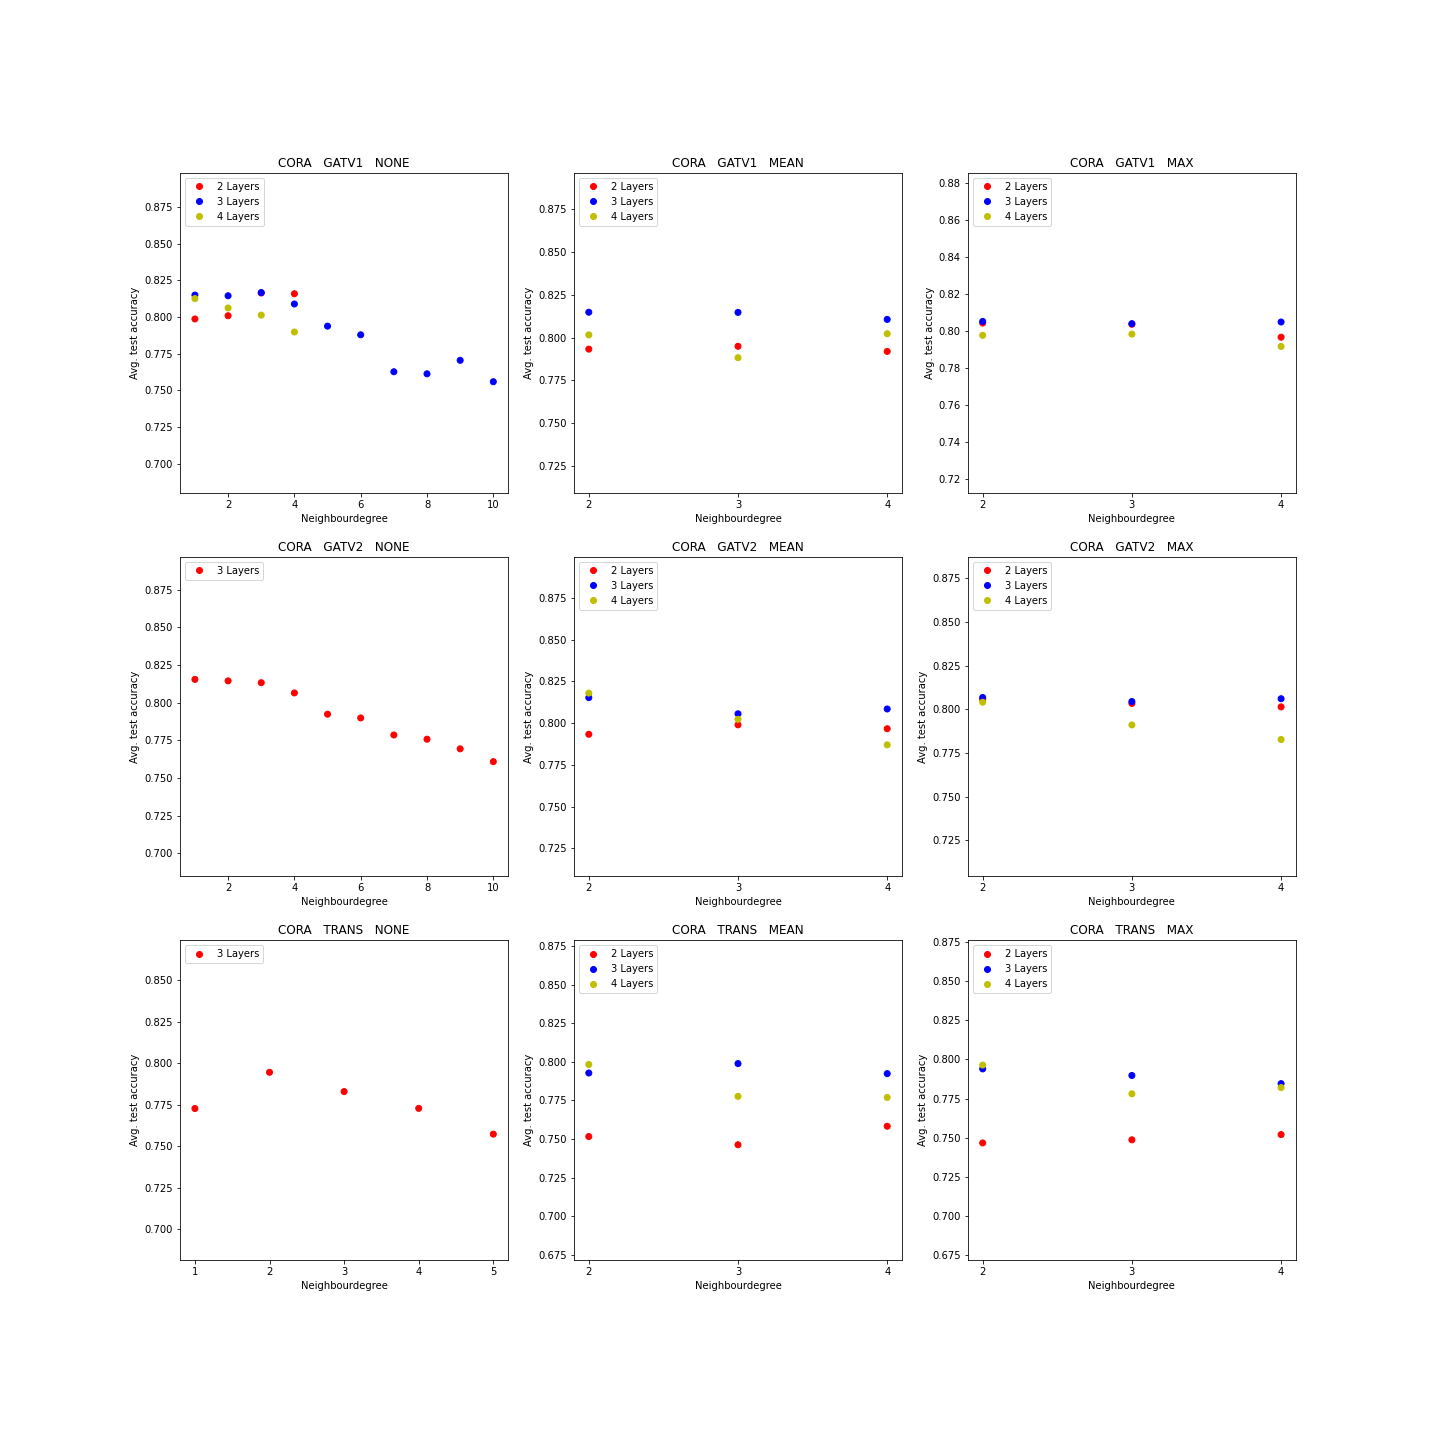 CORA GATV1 NONE
2 Layers
3 Layers
4 Layers
0.875
0.850
0.825
0.800
0.775
0.750
0.725
0.700
Avg. test accuracy
2 4 6 8 10
Neighbourdegree
CORA GATV1 MEAN
2 Layers
3 Layers
4 Layers
0.875
0.850
0.825
0.800
0.775
0.750
0.725
Avg. test accuracy
2 3 4
Neighbourdegree
CORA GATV1 MAX
2 Layers
3 Layers
4 Layers
0.88
0.86
0.84
0.82
0.80
0.78
0.76
0.74
0.72
Avg. test accuracy
2 3 4
Neighbourdegree
CORA GATV2 NONE
3 Layers
0.875
0.850
0.825
0.800
0.775
0.750
0.725
0.700
Avg. test accuracy
2 4 6 8 10
Neighbourdegree
CORA GATV2 MEAN
2 Layers
3 Layers
4 Layers
0.875
0.850
0.825
0.800
0.775
0.750
0.725
Avg. test accuracy
2 3 4
Neighbourdegree
CORA GATV2 MAX
2 Layers
3 Layers
4 Layers
0.875
0.850
0.825
0.800
0.775
0.750
0.725
Avg. test accuracy
2 3 4
Neighbourdegree
CORA TRANS NONE
3 Layers
0.850
0.825
0.800
0.775
0.750
0.725
0.700
Avg. test accuracy
1 2 3 4 5
Neighbourdegree
CORA TRANS MEAN
2 Layers
3 Layers
4 Layers
0.875
0.850
0.825
0.800
0.775
0.750
0.725
0.700
0.675
Avg. test accuracy
2 3 4
Neighbourdegree
CORA TRANS MAX
2 Layers
3 Layers
4 Layers
0.875
0.850
0.825
0.800
0.775
0.750
0.725
0.700
0.675
Avg. test accuracy
2 3 4
Neighbourdegree